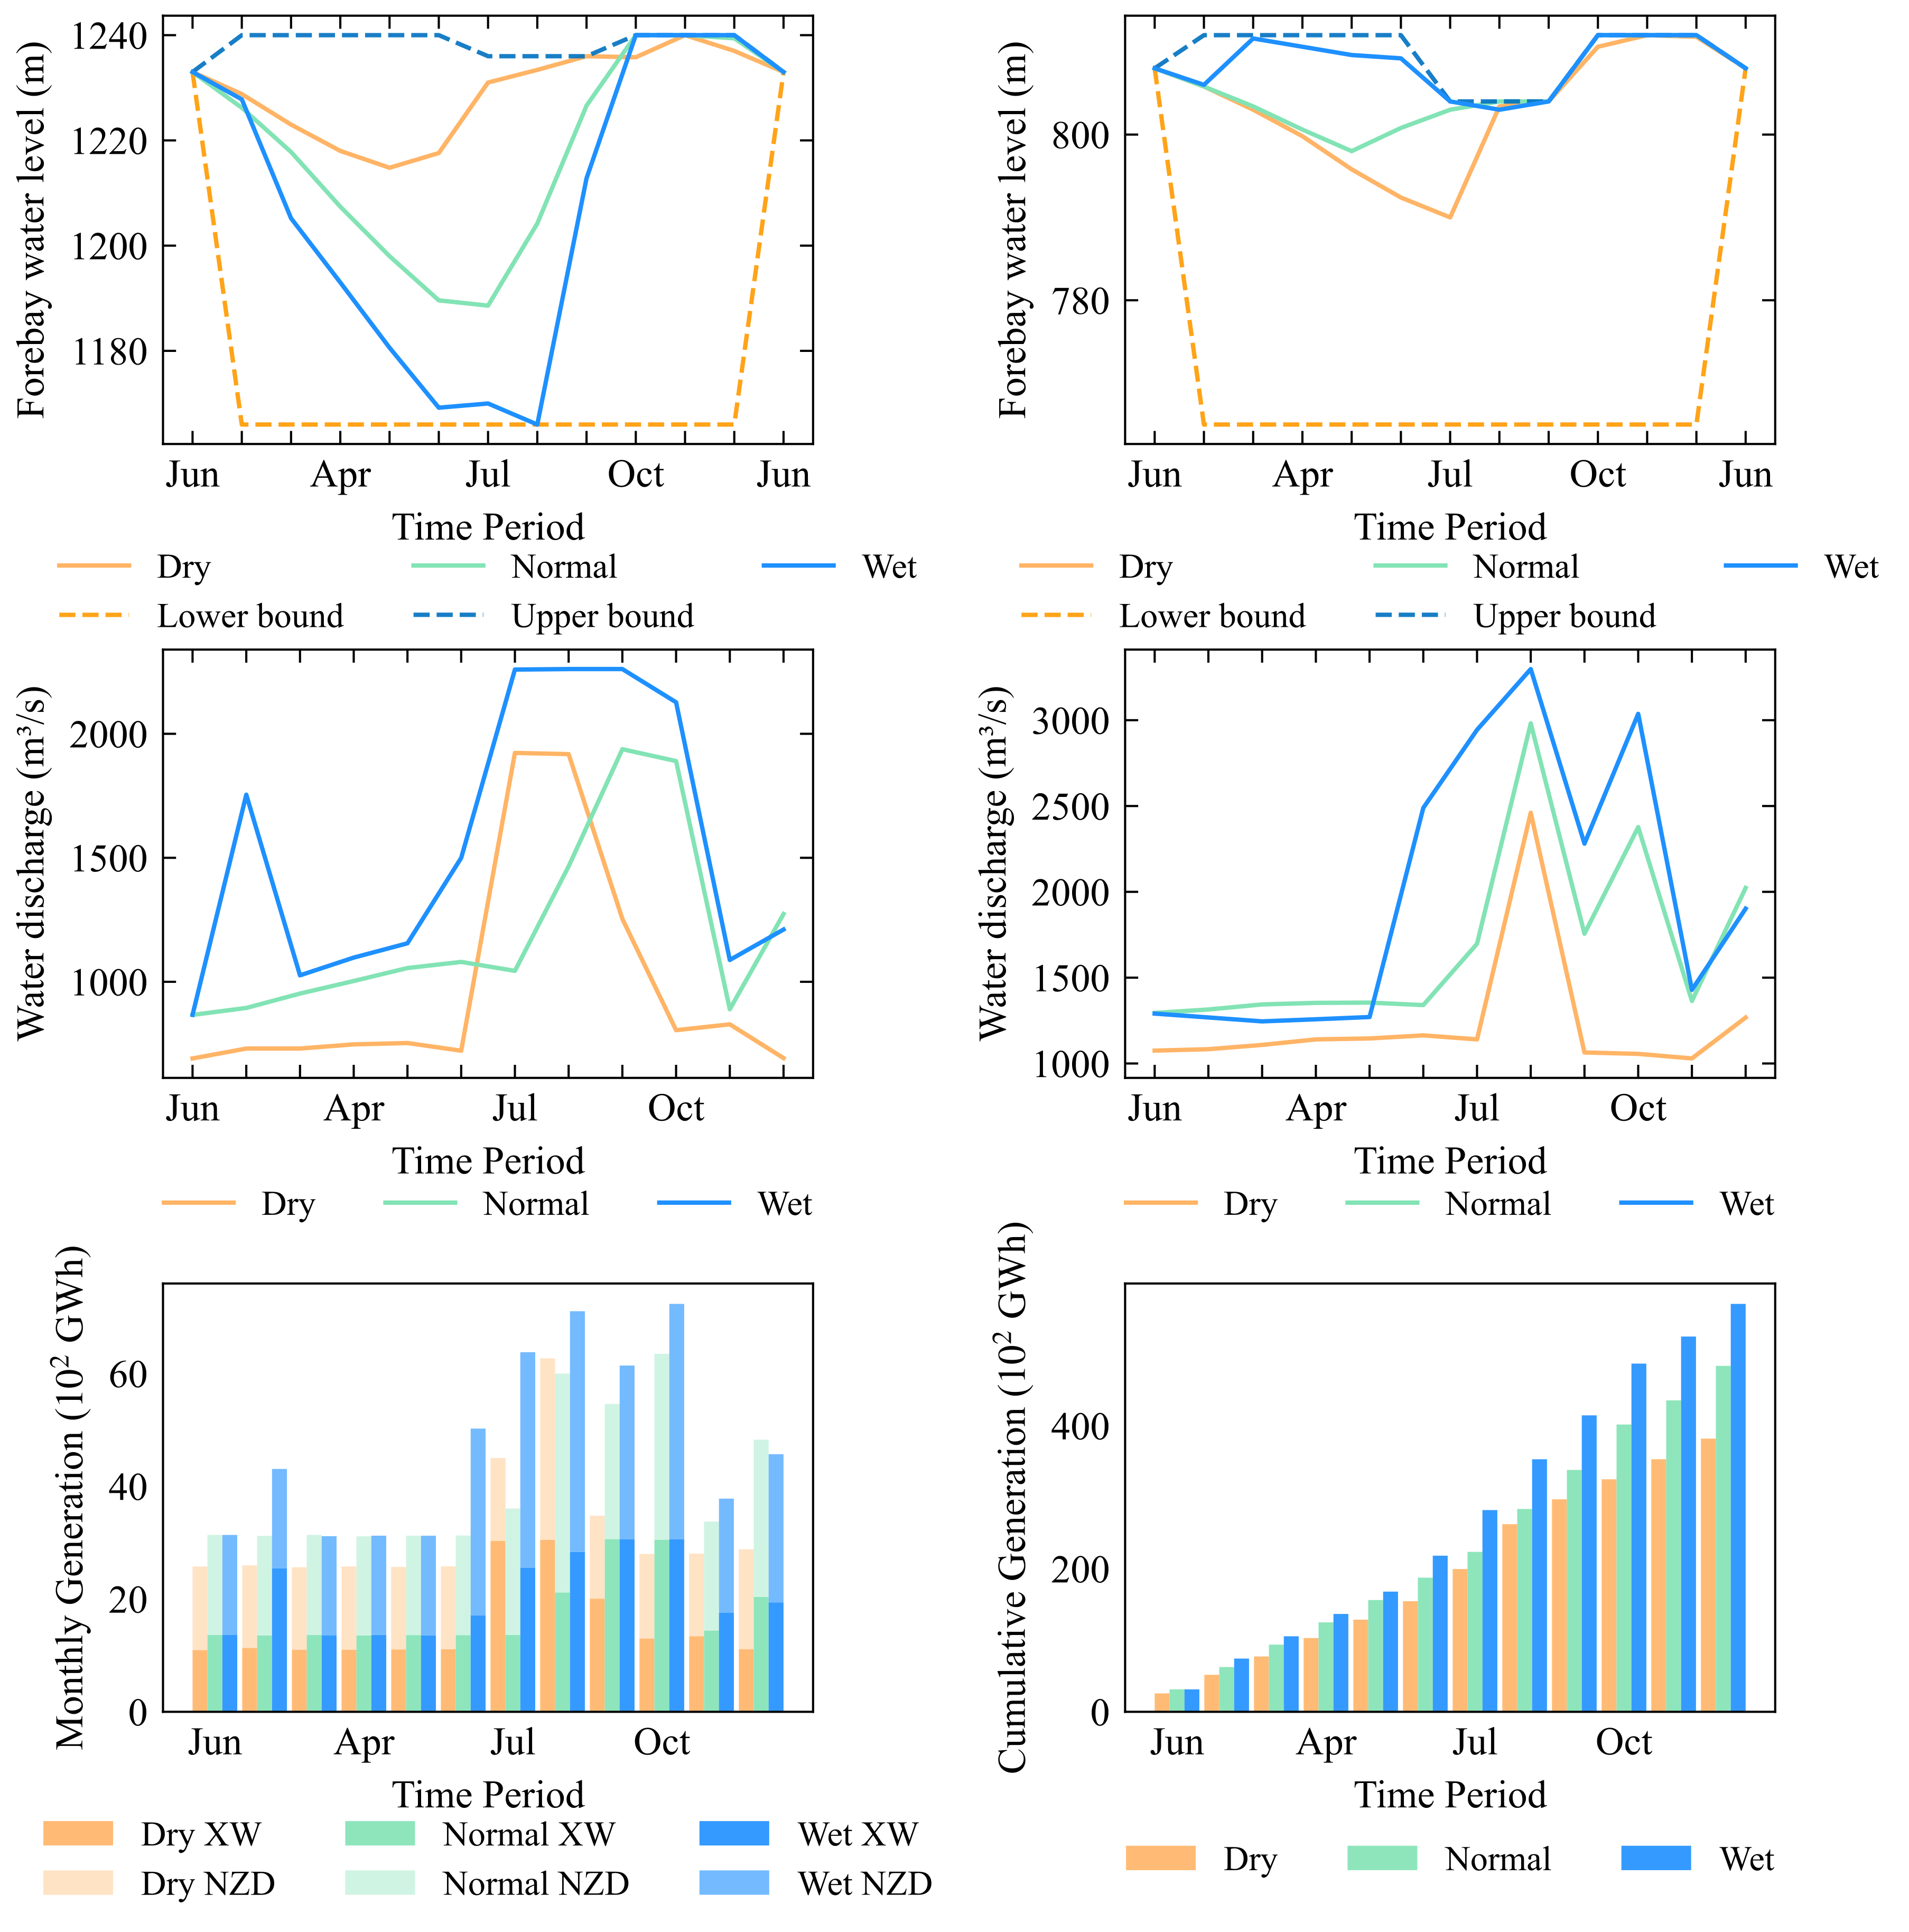 Forebay water level (m)
1240
1220
1200
1180
Jun Apr Jul Oct Jun
Time Period
Dry Normal Wet
Lower bound Upper bound
Forebay water level (m)
800
780
Jun Apr Jul Oct Jun
Time Period
Dry Normal Wet
Lower bound Upper bound
Water discharge (m³/s)
2000
1500
1000
Jun Apr Jul Oct
Time Period
Dry Normal Wet
Water discharge (m³/s)
3000
2500
2000
1500
1000
Jun Apr Jul Oct
Time Period
Dry Normal Wet
Monthly Generation (10² GWh)
60
40
20
0
Jun Apr Jul Oct
Time Period
Dry XW Normal XW Wet XW
Dry NZD Normal NZD Wet NZD
Cumulative Generation (10² GWh)
400
200
0
Jun Apr Jul Oct
Time Period
Dry Normal Wet